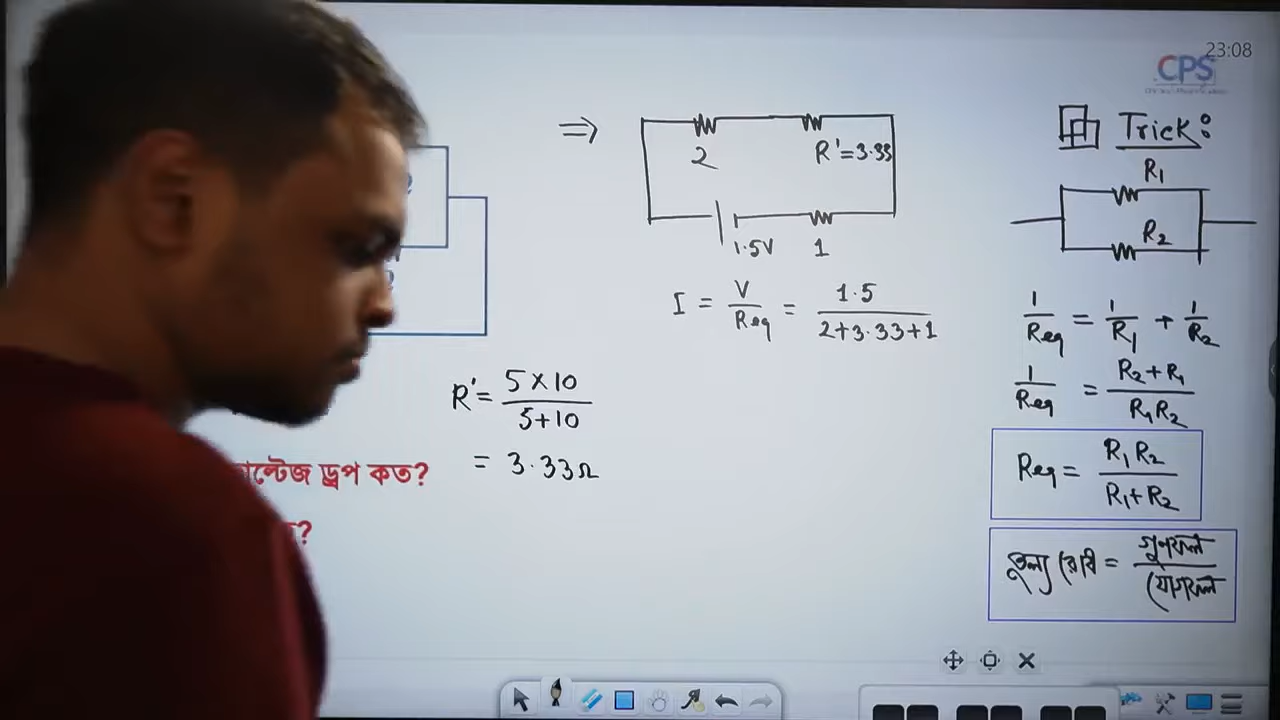 23:08
CPS
⇒
2
R'=3.33
1.5V
1
I = V/Req = 1.5/(2+3.33+1)
R' = (5×10)/(5+10)
= 3.33Ω
ড্রপ কত?
?
Trick:
R₁
R₂
1/Req = 1/R₁ + 1/R₂
1/Req = (R₂+R₁)/(R₁R₂)
Req = (R₁R₂)/(R₁+R₂)
তুল্য রোধ = গুণফল/যোগফল